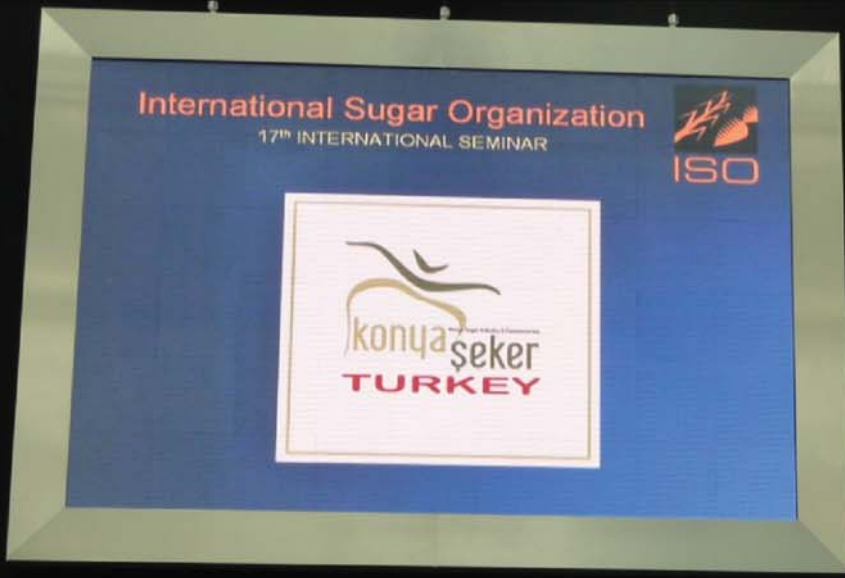 International Sugar Organization
17th INTERNATIONAL SEMINAR
ISO
konya
şeker
TURKEY